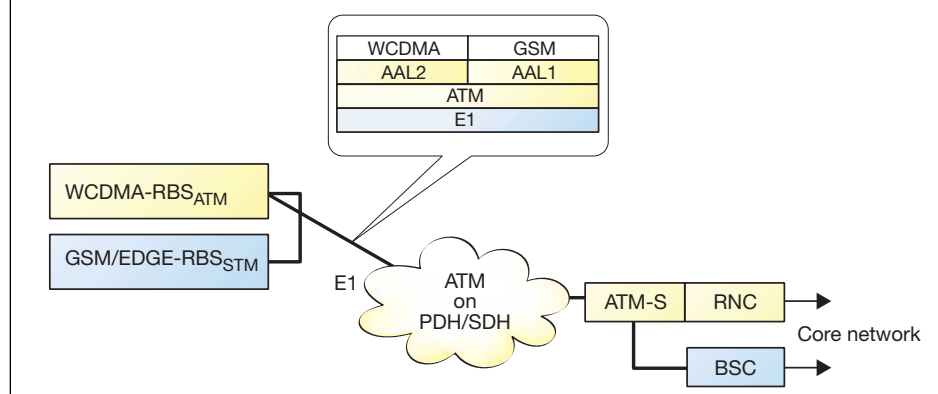 WCDMA GSM
AAL2 AAL1
ATM
E1
WCDMA-RBSATM
GSM/EDGE-RBSSTM
E1
ATM
on
PDH/SDH
ATM-S RNC
Core network
BSC